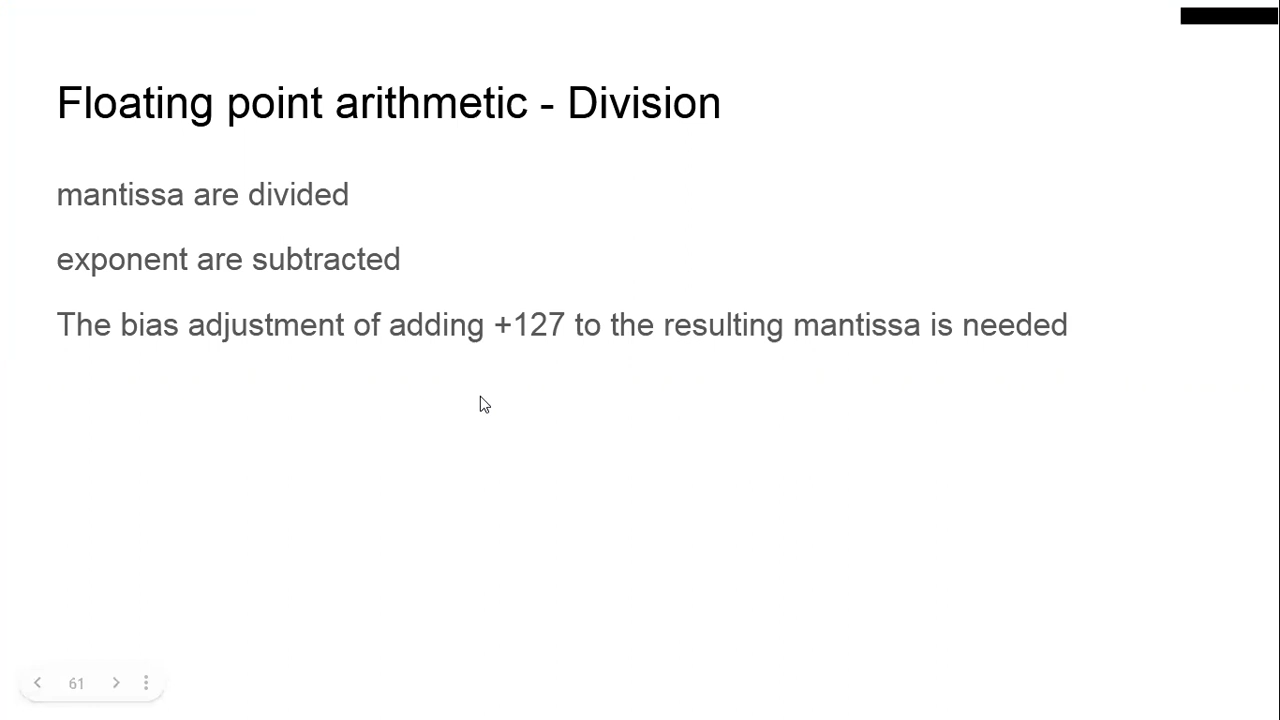 Floating point arithmetic - Division
mantissa are divided
exponent are subtracted
The bias adjustment of adding +127 to the resulting mantissa is needed
61